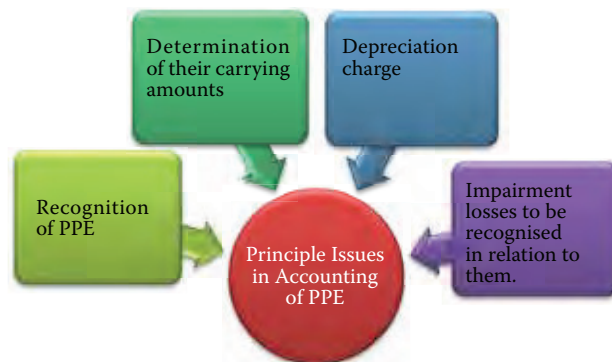 Determination
of their carrying
amounts
Depreciation
charge
Recognition
of PPE
Impairment
losses to be
recognised
in relation to
them.
Principle Issues
in Accounting
of PPE